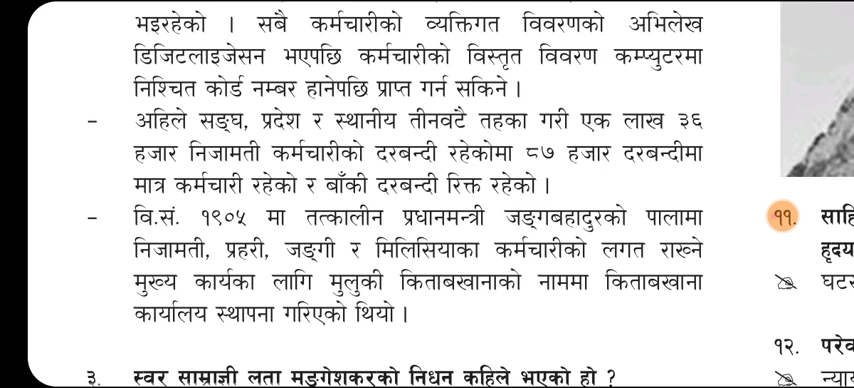 भइरहेको । सबै कर्मचारीको व्यक्तिगत विवरणको अभिलेख
डिजिटलाइजेसन भएपछि कर्मचारीको विस्तृत विवरण कम्प्युटरमा
निश्चित कोर्ड नम्बर हानेपछि प्राप्त गर्न सकिने ।
- अहिले सङ्घ, प्रदेश र स्थानीय तीनवटै तहका गरी एक लाख ३६
हजार निजामती कर्मचारीको दरबन्दी रहेकोमा ८७ हजार दरबन्दीमा
मात्र कर्मचारी रहेको र बाँकी दरबन्दी रिक्त रहेको ।
- वि.सं. १९०५ मा तत्कालीन प्रधानमन्त्री जङ्गबहादुरको पालामा
निजामती, प्रहरी, जङ्गी र मिलिसियाका कर्मचारीको लगत राख्ने
मुख्य कार्यका लागि मुलुकी किताबखानाको नाममा किताबखाना
कार्यालय स्थापना गरिएको थियो ।
३. स्वर साम्राज्ञी लता मङ्गेशकरको निधन कहिले भएको हो ?
११.
हृदय
१२.